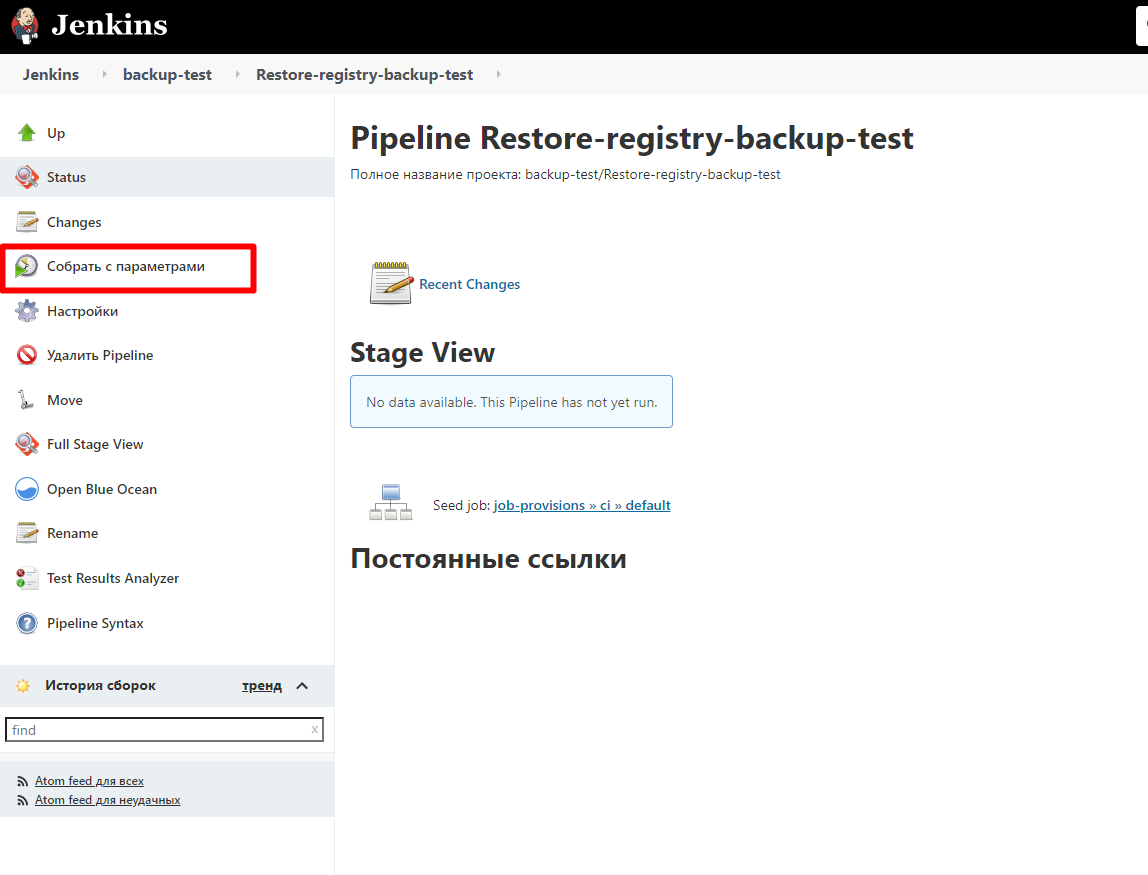 Jenkins
Jenkins backup-test Restore-registry-backup-test
Up
Status
Changes
Собрать с параметрами
Настройки
Удалить Pipeline
Move
Full Stage View
Open Blue Ocean
Rename
Test Results Analyzer
Pipeline Syntax
История сборок тренд
find x
Atom feed для всех
Atom feed для неудачных
Pipeline Restore-registry-backup-test
Полное название проекта: backup-test/Restore-registry-backup-test
Recent Changes
Stage View
No data available. This Pipeline has not yet run.
Seed job: job-provisions » ci » default
Постоянные ссылки